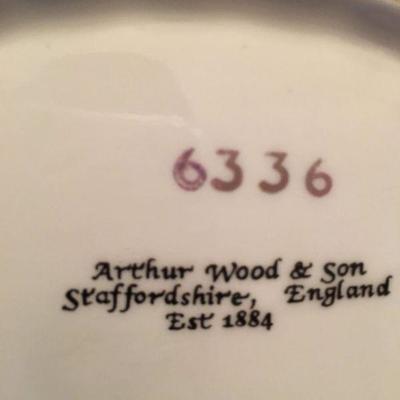 6336
Arthur Wood & Son
Staffordshire, England
Est 1884